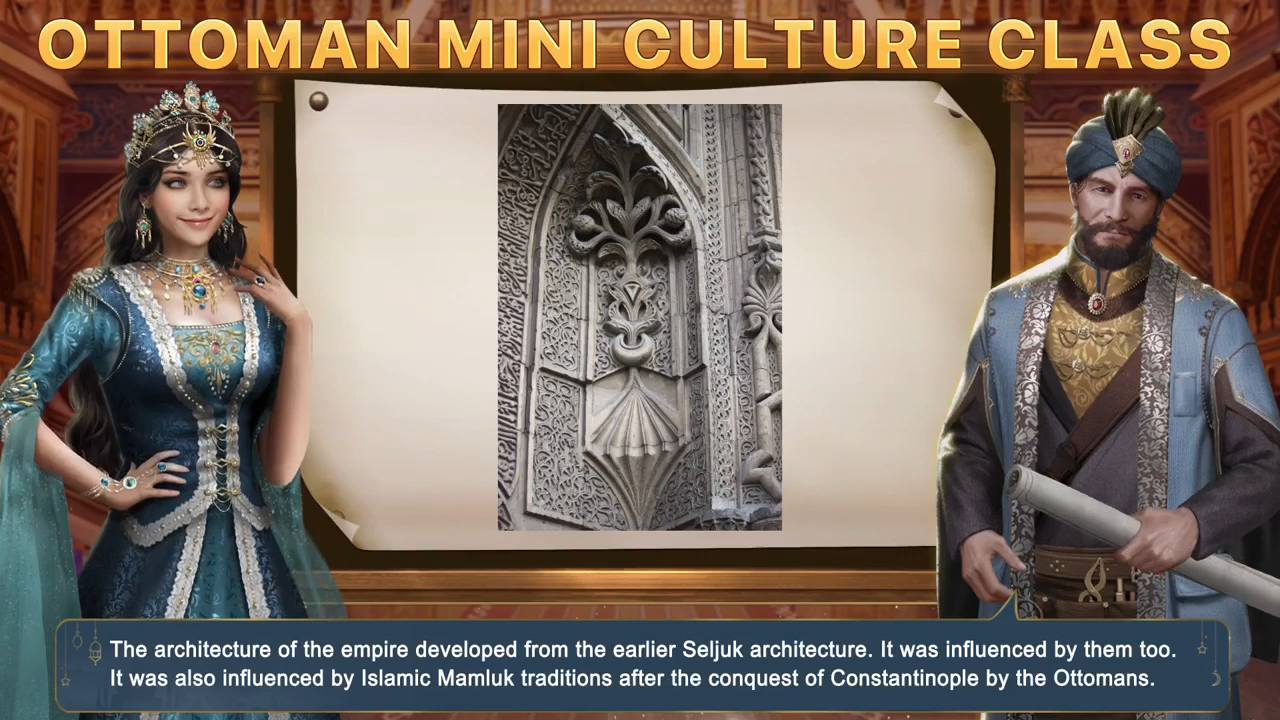 OTTOMAN MINI CULTURE CLASS
The architecture of the empire developed from the earlier Seljuk architecture. It was influenced by them too.
It was also influenced by Islamic Mamluk traditions after the conquest of Constantinople by the Ottomans.